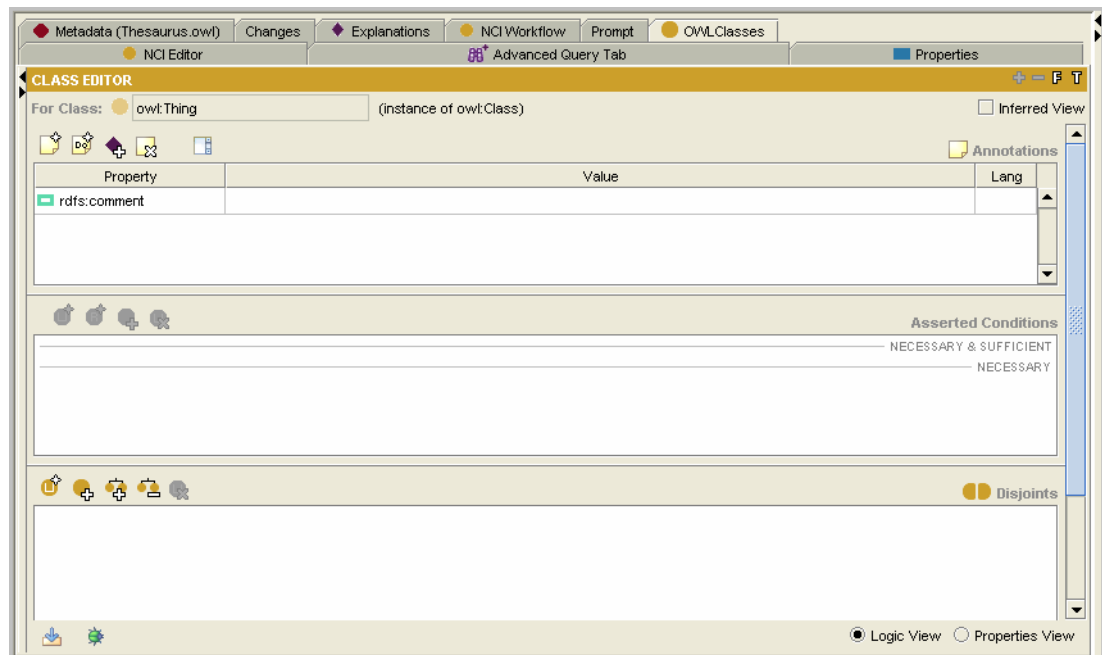 Metadata (Thesaurus.owl) Changes Explanations NCI Workflow Prompt OWLClasses
NCI Editor Advanced Query Tab Properties
CLASS EDITOR F T
For Class: owl:Thing (instance of owl:Class) Inferred View
Annotations
Property Value Lang
rdfs:comment
Asserted Conditions
NECESSARY & SUFFICIENT
NECESSARY
Disjoints
Logic View Properties View